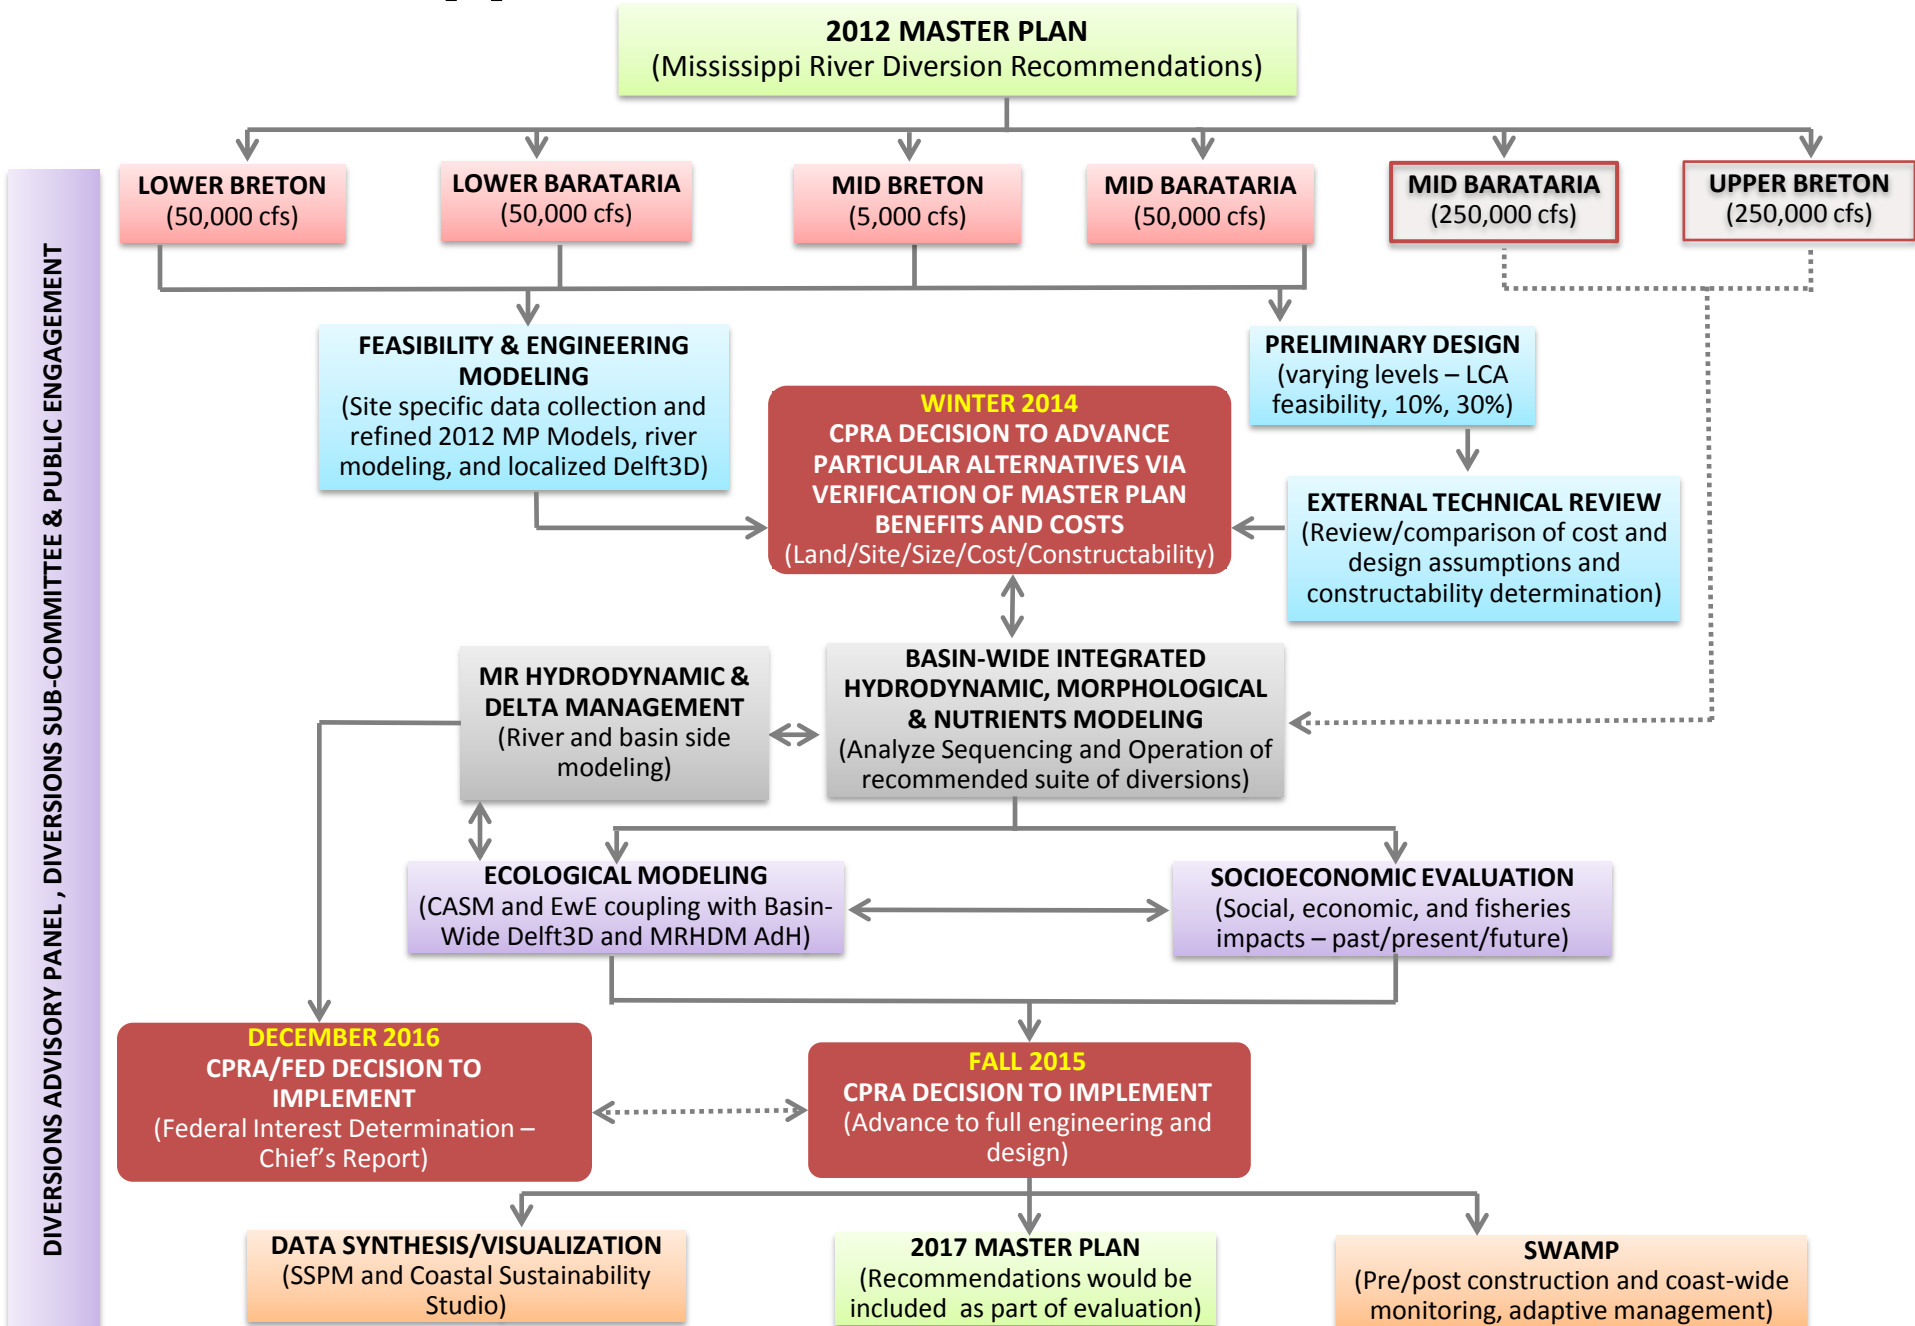 2012 MASTER PLAN
(Mississippi River Diversion Recommendations)
LOWER BRETON
(50,000 cfs)
LOWER BARATARIA
(50,000 cfs)
MID BRETON
(5,000 cfs)
MID BARATARIA
(50,000 cfs)
MID BARATARIA
(250,000 cfs)
UPPER BRETON
(250,000 cfs)
DIVERSIONS ADVISORY PANEL , DIVERSIONS SUB-COMMITTEE & PUBLIC ENGAGEMENT
FEASIBILITY & ENGINEERING
MODELING
(Site specific data collection and
refined 2012 MP Models, river
modeling, and localized Delft3D)
PRELIMINARY DESIGN
(varying levels – LCA
feasibility, 10%, 30%)
WINTER 2014
CPRA DECISION TO ADVANCE
PARTICULAR ALTERNATIVES VIA
VERIFICATION OF MASTER PLAN
BENEFITS AND COSTS
(Land/Site/Size/Cost/Constructability)
EXTERNAL TECHNICAL REVIEW
(Review/comparison of cost and
design assumptions and
constructability determination)
MR HYDRODYNAMIC &
DELTA MANAGEMENT
(River and basin side
modeling)
BASIN-WIDE INTEGRATED
HYDRODYNAMIC, MORPHOLOGICAL
& NUTRIENTS MODELING
(Analyze Sequencing and Operation of
recommended suite of diversions)
ECOLOGICAL MODELING
(CASM and EwE coupling with Basin-
Wide Delft3D and MRHDM AdH)
SOCIOECONOMIC EVALUATION
(Social, economic, and fisheries
impacts – past/present/future)
DECEMBER 2016
CPRA/FED DECISION TO
IMPLEMENT
(Federal Interest Determination –
Chief’s Report)
FALL 2015
CPRA DECISION TO IMPLEMENT
(Advance to full engineering and
design)
DATA SYNTHESIS/VISUALIZATION
(SSPM and Coastal Sustainability
Studio)
2017 MASTER PLAN
(Recommendations would be
included as part of evaluation)
SWAMP
(Pre/post construction and coast-wide
monitoring, adaptive management)